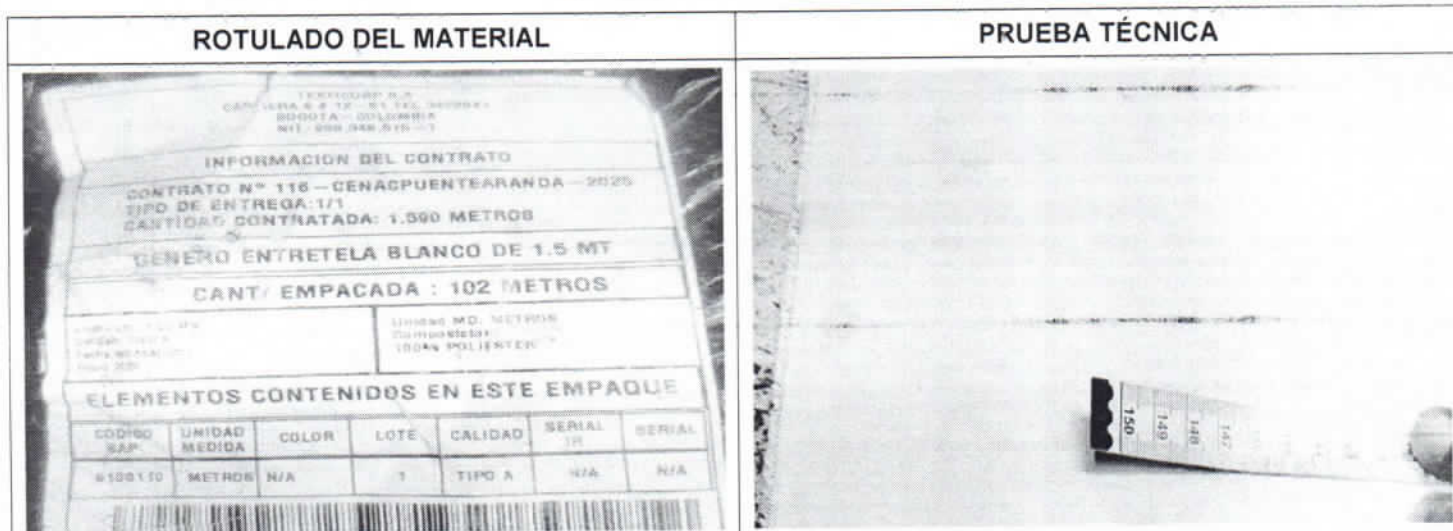 ROTULADO DEL MATERIAL
PRUEBA TÉCNICA
BOGOTA - COLOMBIA
INFORMACION DEL CONTRATO
CONTRATO Nº 116 - CENACPUENTEARANDA - 2025
TIPO DE ENTREGA: 1/1
CANTIDAD CONTRATADA: 1.590 METROS
GENERO ENTRETELA BLANCO DE 1.5 MT
CANT/ EMPACADA : 102 METROS
Unidad MD. METROS
100% POLIESTER
ELEMENTOS CONTENIDOS EN ESTE EMPAQUE
CODIGO SAP UNIDAD MEDIDA COLOR LOTE CALIDAD SERIAL SERIAL
METROS N/A 1 TIPO A N/A N/A
150 149 148 147